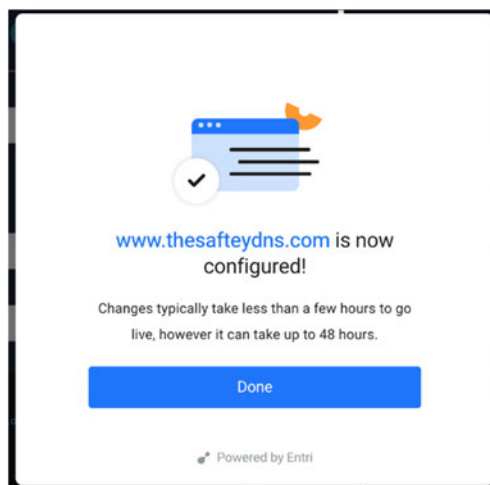 www.thesafteydns.com is now
configured!
Changes typically take less than a few hours to go
live, however it can take up to 48 hours.
Done
Powered by Entri